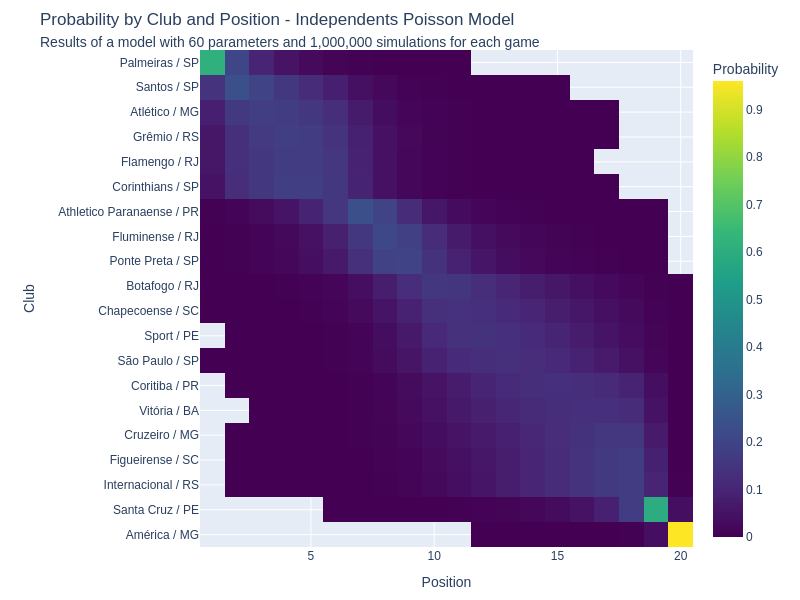 Probability by Club and Position - Independents Poisson Model
Results of a model with 60 parameters and 1,000,000 simulations for each game
Probability
Palmeiras / SP
Santos / SP
Atlético / MG
Grêmio / RS
Flamengo / RJ
Corinthians / SP
Athletico Paranaense / PR
Fluminense / RJ
Ponte Preta / SP
Botafogo / RJ
Chapecoense / SC
Sport / PE
São Paulo / SP
Coritiba / PR
Vitória / BA
Cruzeiro / MG
Figueirense / SC
Internacional / RS
Santa Cruz / PE
América / MG
Club
5
10
15
20
Position
0.9
0.8
0.7
0.6
0.5
0.4
0.3
0.2
0.1
0